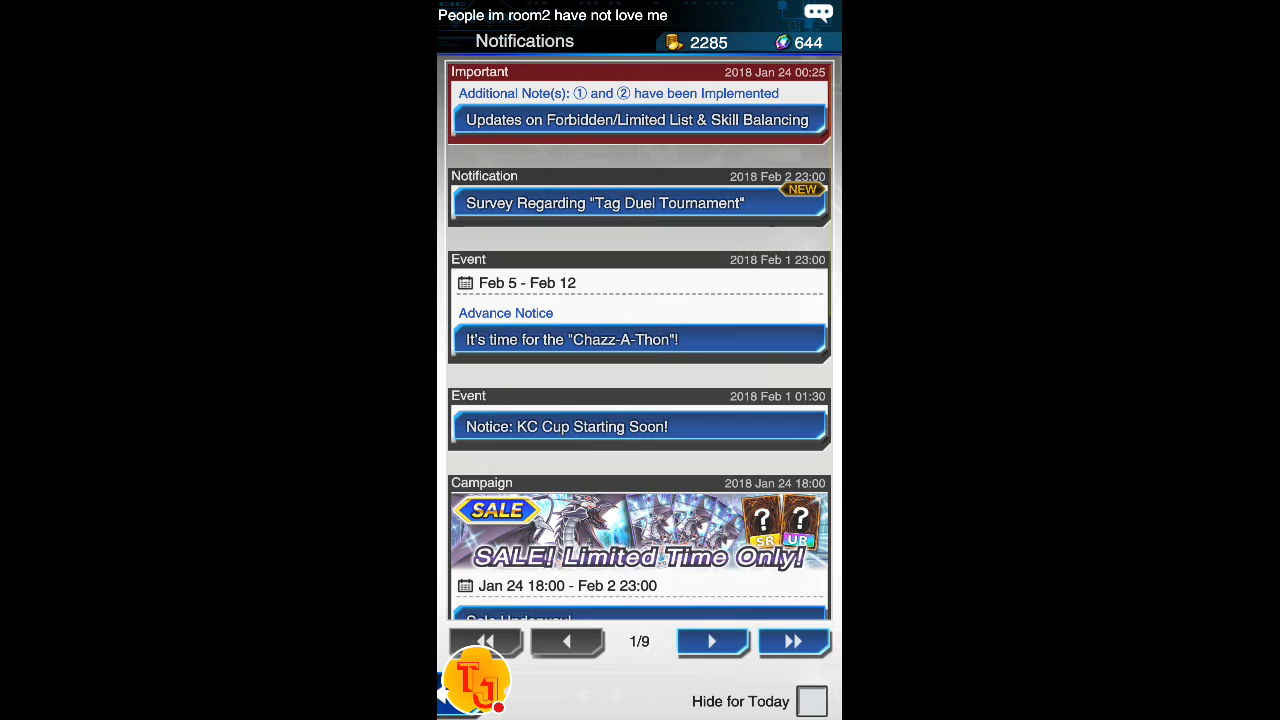 People im room2 have not love me
Notifications
2285
644
Important
2018 Jan 24 00:25
Additional Note(s): ① and ② have been Implemented
Updates on Forbidden/Limited List & Skill Balancing
Notification
2018 Feb 2 23:00
NEW
Survey Regarding "Tag Duel Tournament"
Event
2018 Feb 1 23:00
Feb 5 - Feb 12
Advance Notice
It's time for the "Chazz-A-Thon"!
Event
2018 Feb 1 01:30
Notice: KC Cup Starting Soon!
Campaign
2018 Jan 24 18:00
SALE
? ?
SR UR
SALE! Limited Time Only!
Jan 24 18:00 - Feb 2 23:00
Sale Underway!
1/9
TJ.
Hide for Today